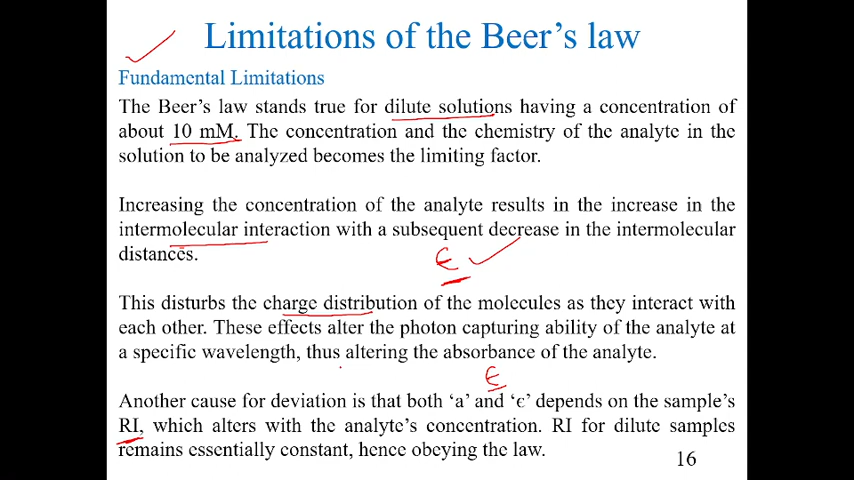 Limitations of the Beer's law
Fundamental Limitations
The Beer's law stands true for dilute solutions having a concentration of
about 10 mM. The concentration and the chemistry of the analyte in the
solution to be analyzed becomes the limiting factor.
Increasing the concentration of the analyte results in the increase in the
intermolecular interaction with a subsequent decrease in the intermolecular
distances.
ϵ
This disturbs the charge distribution of the molecules as they interact with
each other. These effects alter the photon capturing ability of the analyte at
a specific wavelength, thus altering the absorbance of the analyte.
ϵ
Another cause for deviation is that both 'a' and 'ϵ' depends on the sample's
RI, which alters with the analyte's concentration. RI for dilute samples
remains essentially constant, hence obeying the law.
16